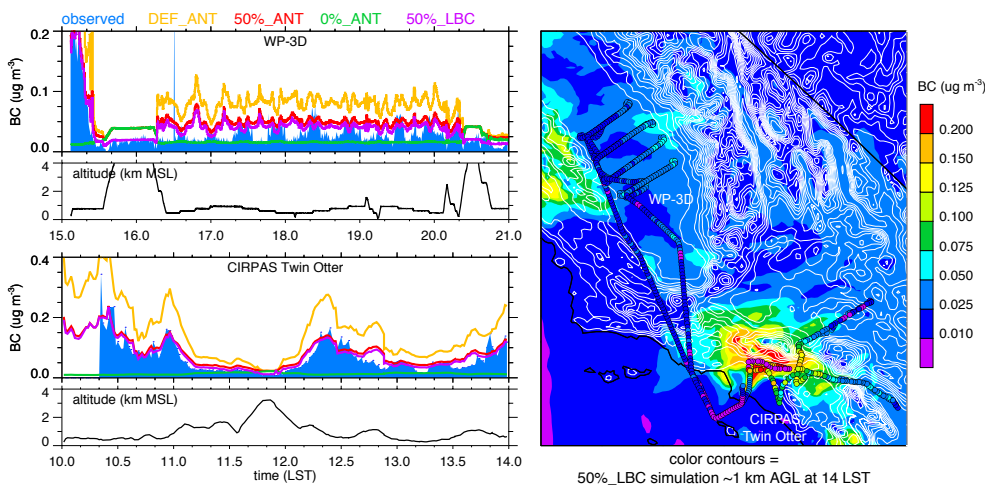 observed DEF_ANT 50%_ANT 0%_ANT 50%_LBC
WP-3D
0.2
0.1
0.0
BC (ug m-3)
altitude (km MSL)
4
2
15.0 16.0 17.0 18.0 19.0 20.0 21.0
CIRPAS Twin Otter
0.4
0.2
0.0
BC (ug m-3)
altitude (km MSL)
4
2
0
10.0 10.5 11.0 11.5 12.0 12.5 13.0 13.5 14.0
time (LST)
WP-3D
CIRPAS
Twin Otter
BC (ug m-3)
0.200
0.150
0.125
0.100
0.075
0.050
0.025
0.010
color contours =
50%_LBC simulation ~1 km AGL at 14 LST